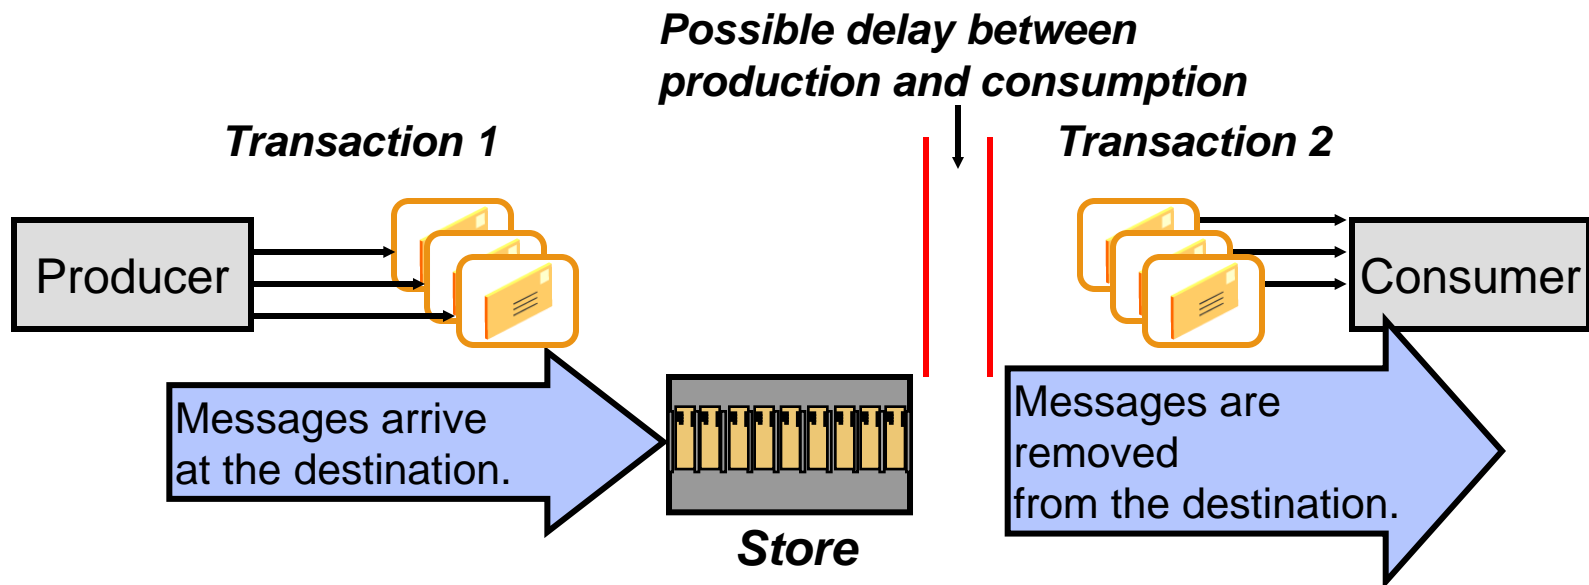 Possible delay between
production and consumption
Transaction 1
Transaction 2
Producer
Consumer
Messages arrive
at the destination.
Messages are
removed
from the destination.
Store